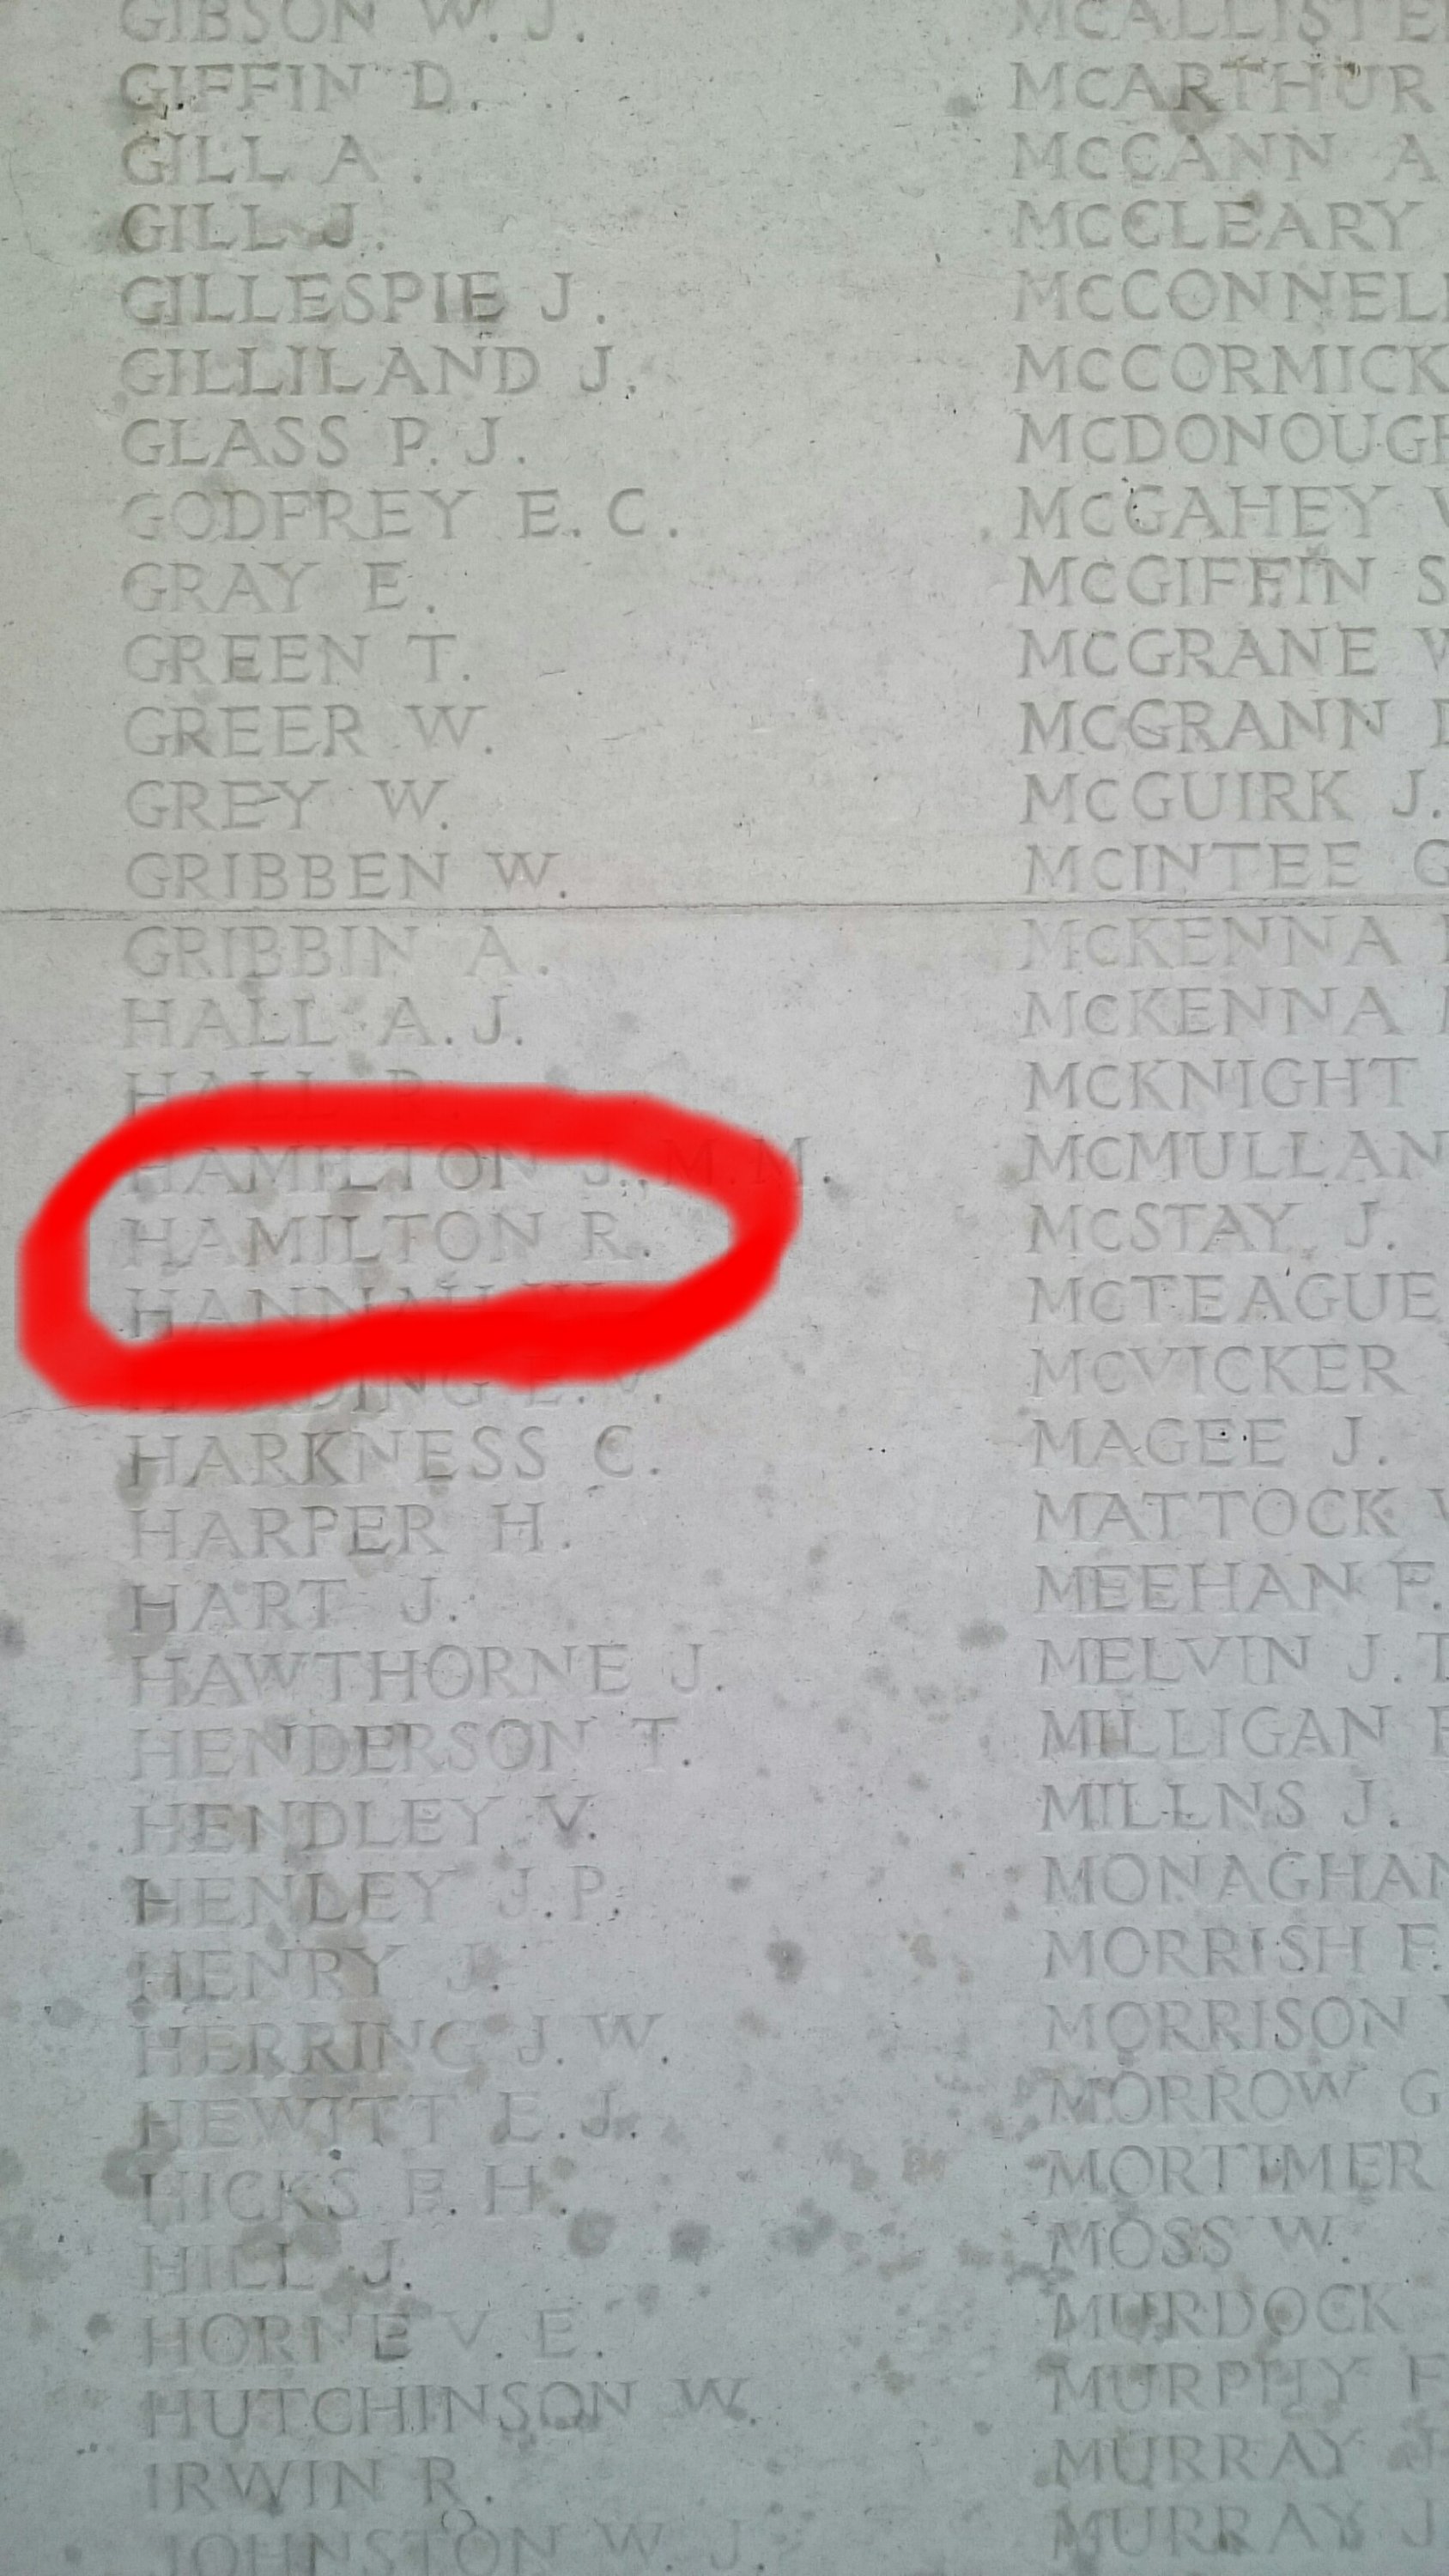 GIBSON W. J.
GIFFIN D.
GILL A.
GILL J.
GILLESPIE J.
GILLILAND J.
GLASS P. J.
GODFREY E. C.
GRAY E.
GREEN T.
GREER W.
GREY W.
GRIBBEN W.
GRIBBIN A.
HALL A. J.
HALL R.
HAMILTON J., M.M.
HAMILTON R.
HANNAH
E. V.
HARKNESS C.
HARPER H.
HART J.
HAWTHORNE J.
HENDERSON T.
HENDLEY V.
HENLEY J. P.
HENRY J.
HERRING J. W.
HEWITT E. J.
HICKS F. H.
HILL J.
HORNE V. E.
HUTCHINSON W.
IRWIN R.
JOHNSTON W. J.
MCALLISTE
MCARTHUR
MCCANN A
MCCLEARY
MCCONNEL
MCCORMICK
MCDONOUGH
MCGAHEY
MCGIFFIN S
MCGRANE W
MCGRANN
MCGUIRK J.
MCINTEE G
MCKENNA
MCKENNA
MCKNIGHT
MCMULLAN
MCSTAY J.
MCTEAGUE
MCVICKER
MAGEE J.
MATTOCK
MEEHAN P.
MELVIN J. T
MILLIGAN
MILLNS J.
MONAGHAN
MORRISH F.
MORRISON
MORROW G
MORTIMER
MOSS W.
MURDOCK
MURPHY F
MURRAY J
MURRAY J